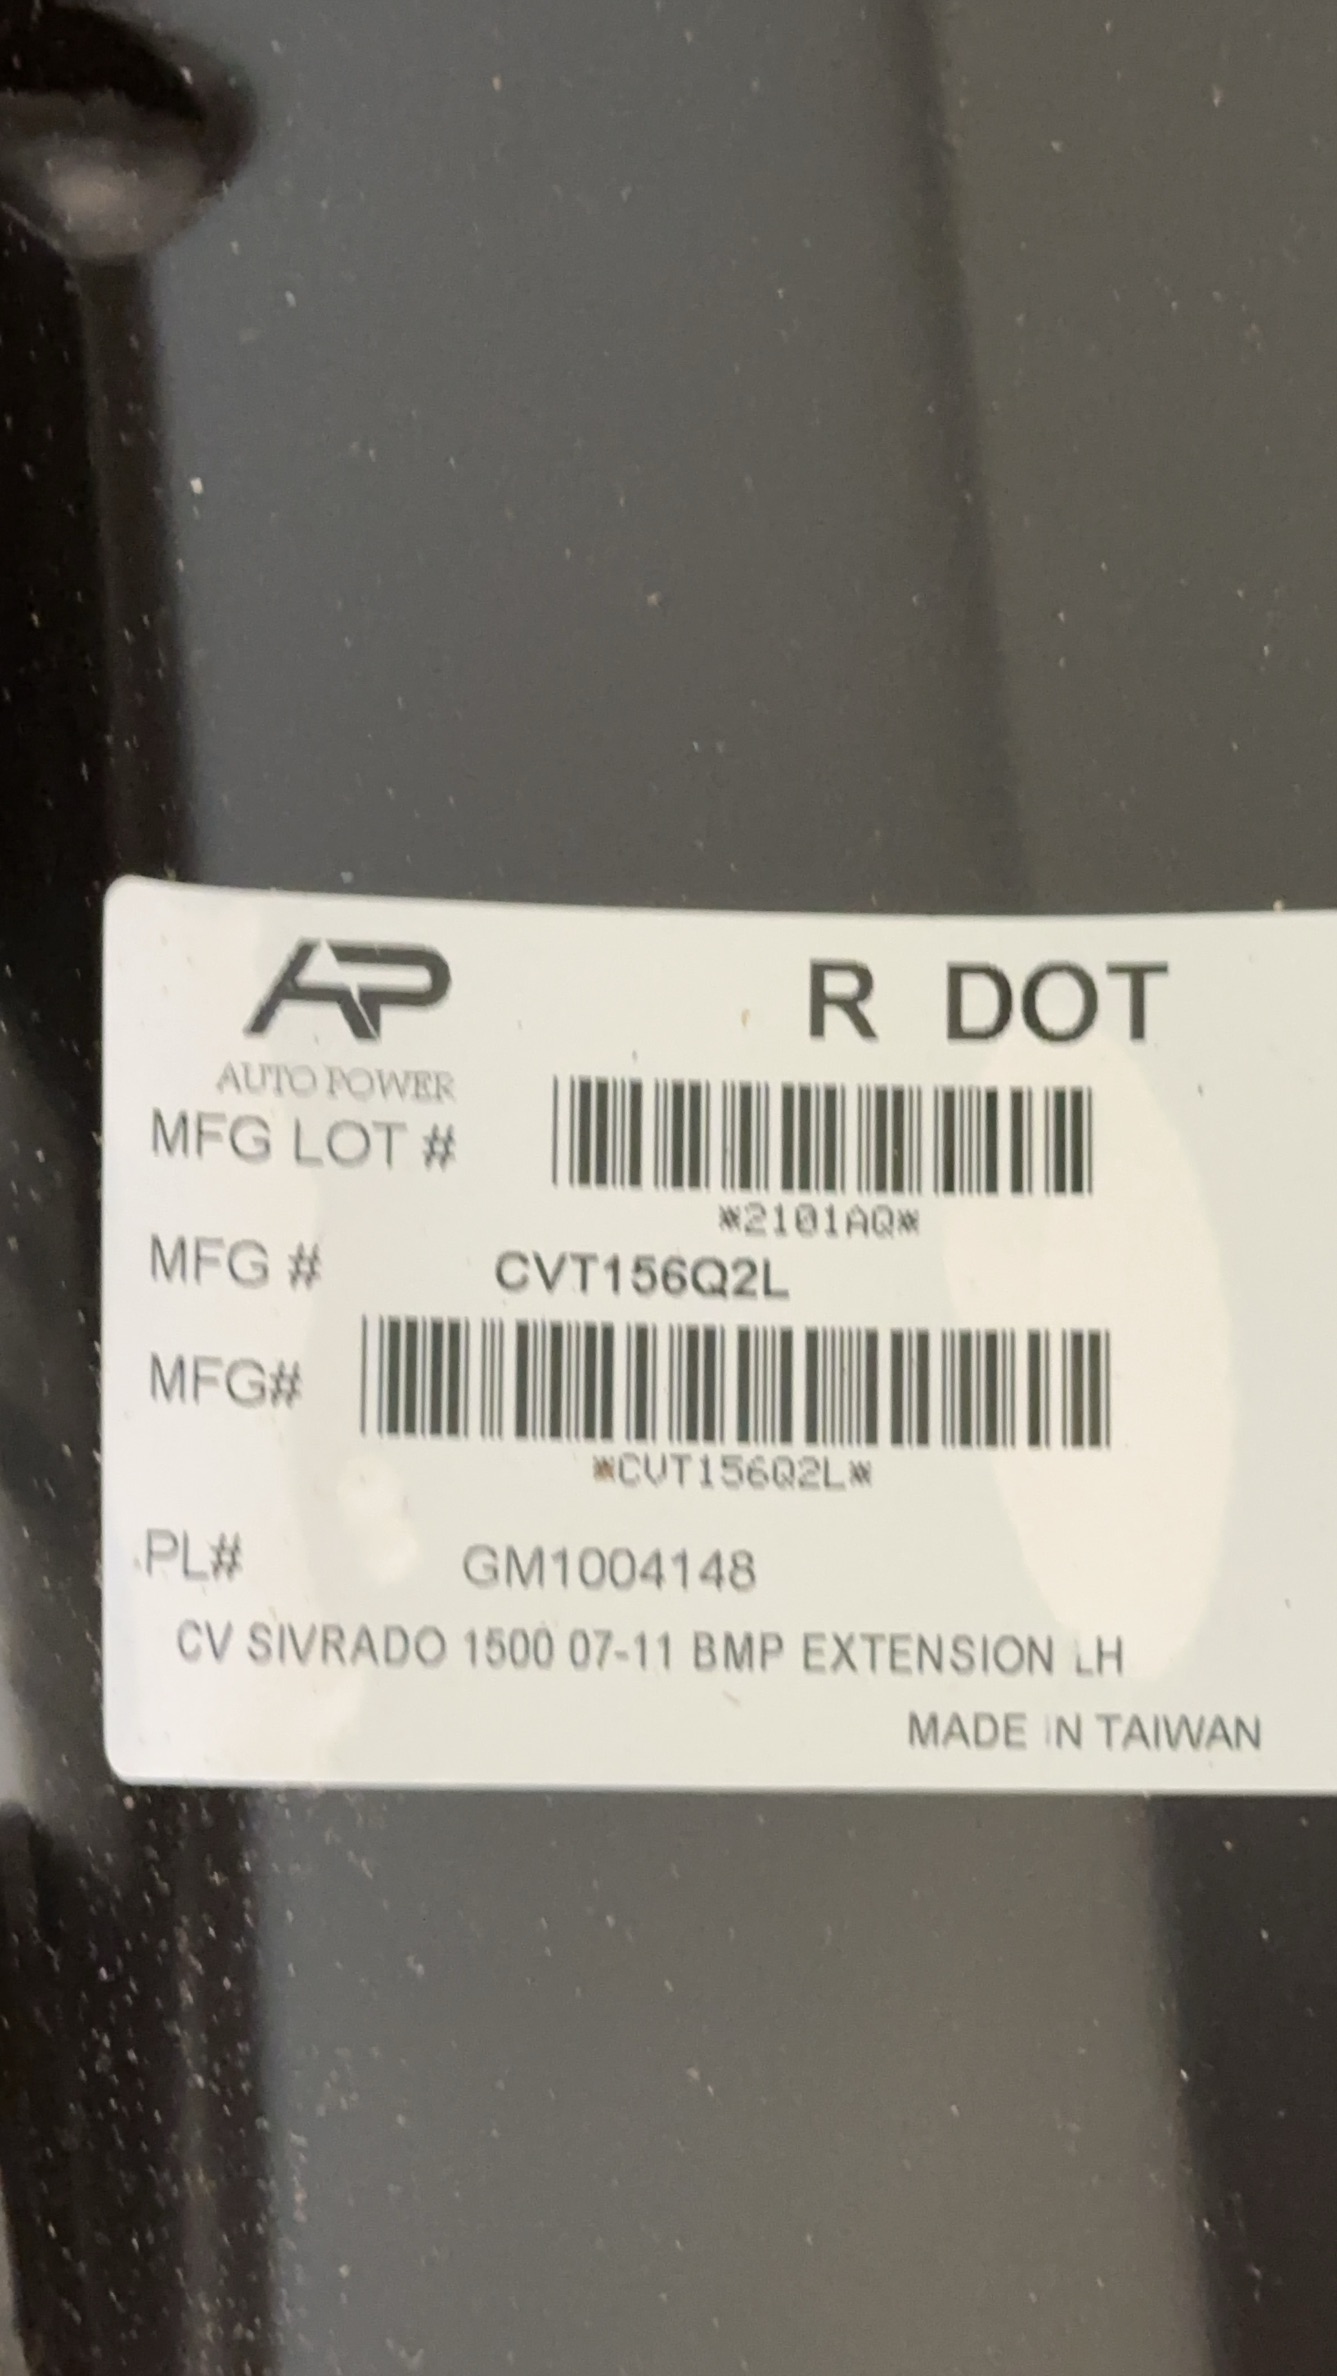 AP
AUTO POWER
R DOT
MFG LOT #
*2101AQ*
MFG # CVT156Q2L
MFG#
*CVT156Q2L*
PL# GM1004148
CV SIVRADO 1500 07-11 BMP EXTENSION LH
MADE IN TAIWAN